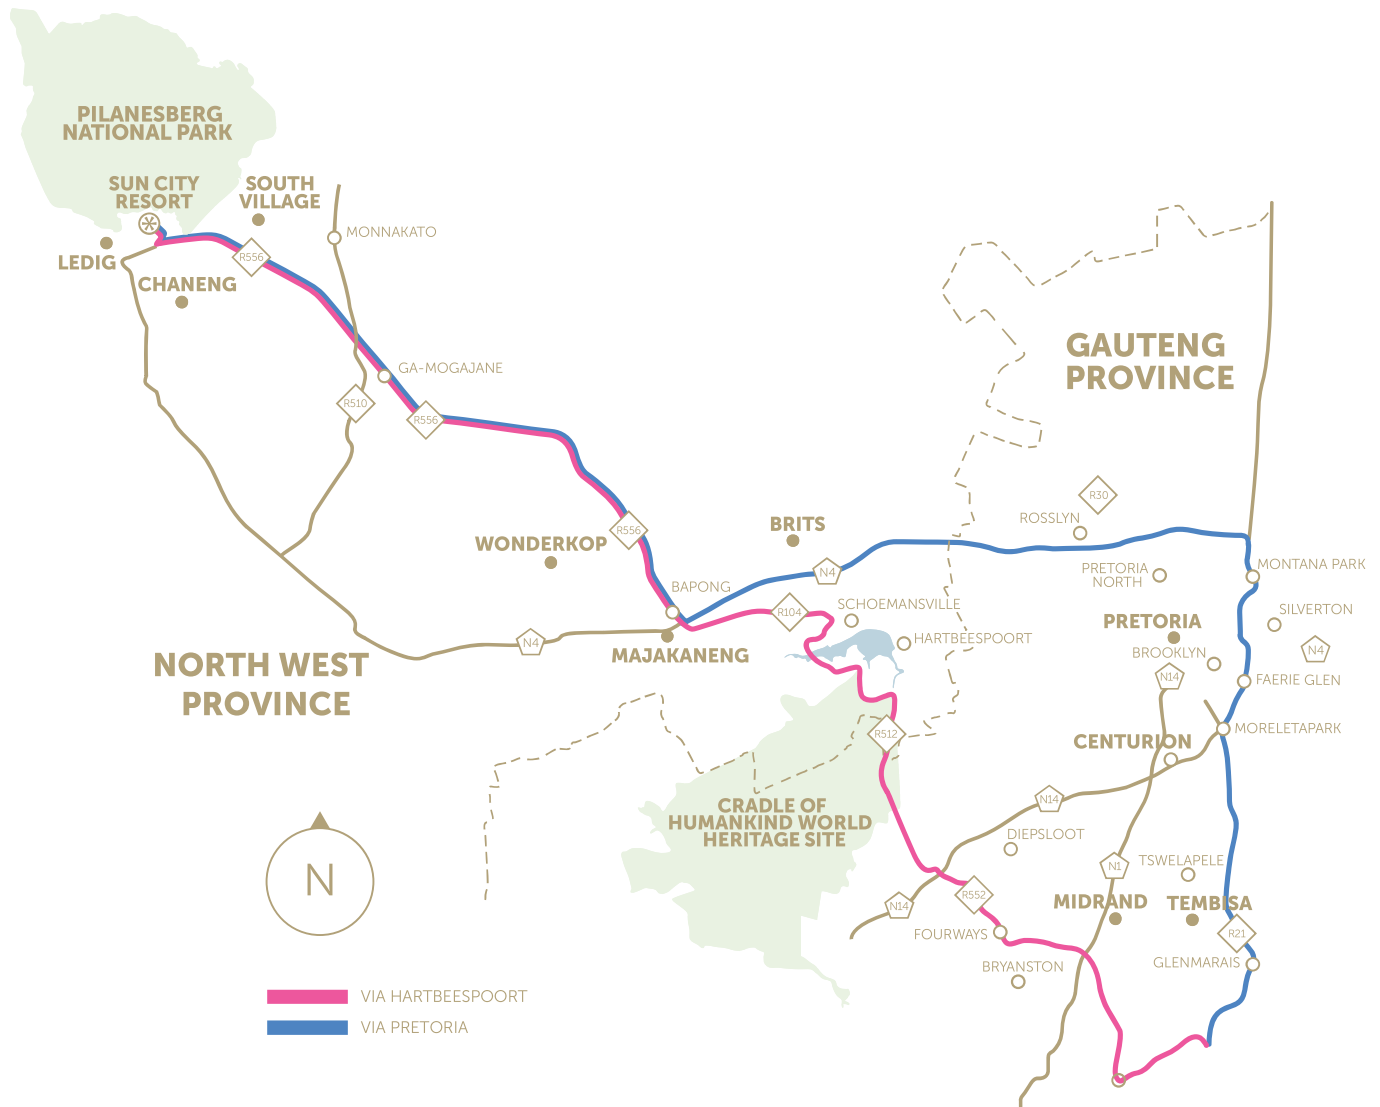 PILANESBERG
NATIONAL PARK
SUN CITY
RESORT
SOUTH
VILLAGE
MONNAKATO
LEDIG
R556
CHANENG
GAUTENG
PROVINCE
GA-MOGAJANE
R510
R556
R30
ROSSLYN
BRITS
R556
WONDERKOP
N4
MONTANA PARK
PRETORIA
NORTH
BAPONG
R104
SCHOEMANSVILLE
SILVERTON
PRETORIA
HARTBEESPOORT
N4
MAJAKANENG
BROOKLYN
N4
NORTH WEST
PROVINCE
N14
FAERIE GLEN
R512
MORELETAPARK
CENTURION
N14
CRADLE OF
HUMANKIND WORLD
HERITAGE SITE
DIEPSLOOT
N1
TSWELAPELE
N
R552
N14
MIDRAND
TEMBISA
FOURWAYS
R21
BRYANSTON
GLENMARAIS
VIA HARTBEESPOORT
VIA PRETORIA